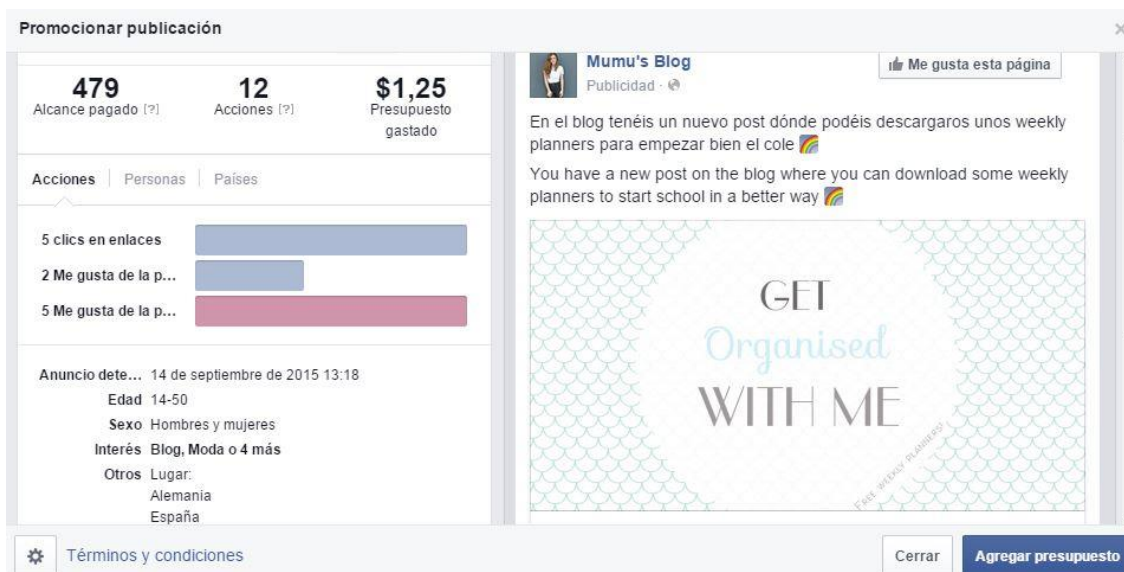 Promocionar publicación
479
Alcance pagado [?]
12
Acciones [?]
$1,25
Presupuesto
gastado
Acciones
Personas
Países
5 clics en enlaces
2 Me gusta de la p...
5 Me gusta de la p...
Anuncio dete... 14 de septiembre de 2015 13:18
Edad 14-50
Sexo Hombres y mujeres
Interés Blog, Moda o 4 más
Otros Lugar:
Alemania
España
Mumu's Blog
Publicidad ·
Me gusta esta página
En el blog tenéis un nuevo post dónde podéis descargaros unos weekly
planners para empezar bien el cole
You have a new post on the blog where you can download some weekly
planners to start school in a better way
GET
Organised
WITH ME
FREE WEEKLY PLANNERS!
Términos y condiciones
Cerrar
Agregar presupuesto